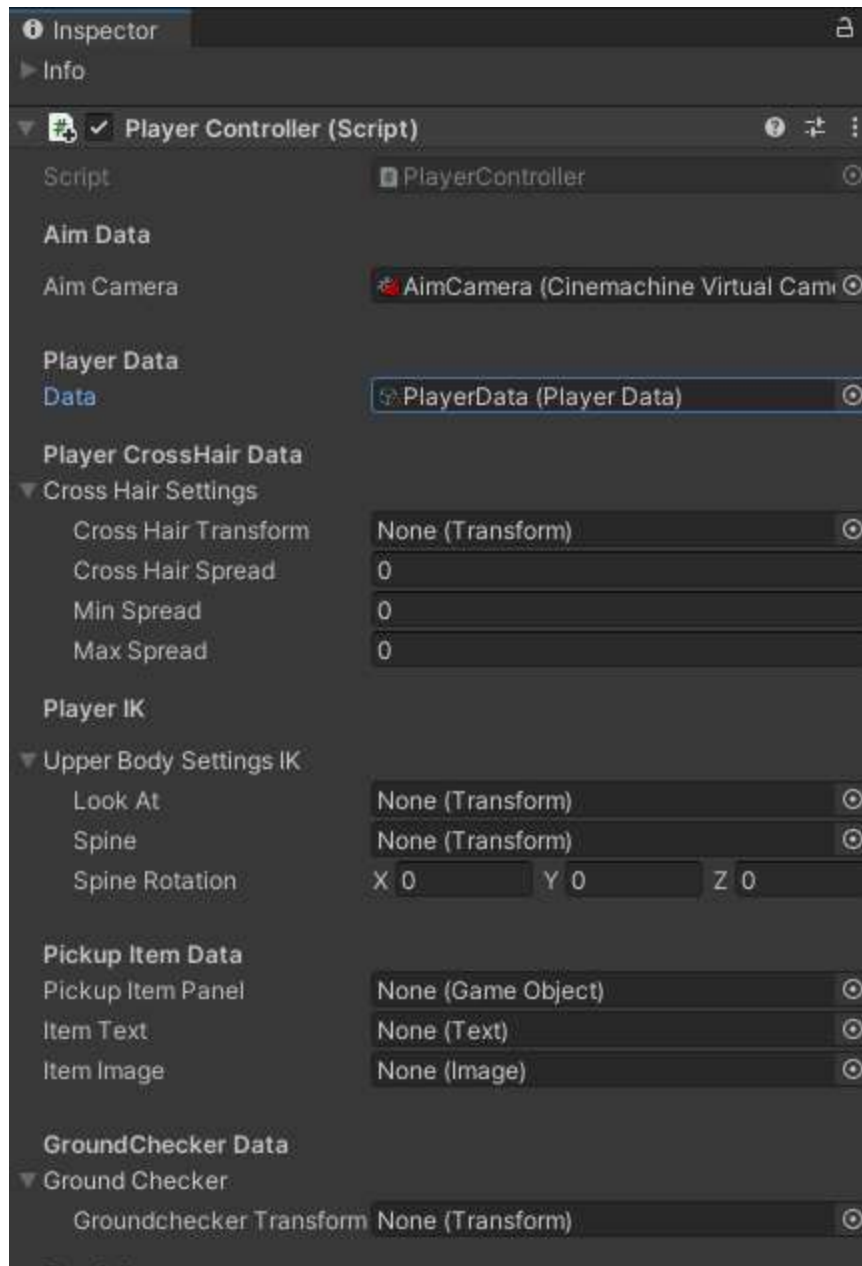 Inspector
Info
# Player Controller (Script)
Script PlayerController
Aim Data
Aim Camera AimCamera (Cinemachine Virtual Cam
Player Data
Data PlayerData (Player Data)
Player CrossHair Data
Cross Hair Settings
Cross Hair Transform None (Transform)
Cross Hair Spread 0
Min Spread 0
Max Spread 0
Player IK
Upper Body Settings IK
Look At None (Transform)
Spine None (Transform)
Spine Rotation X 0 Y 0 Z 0
Pickup Item Data
Pickup Item Panel None (Game Object)
Item Text None (Text)
Item Image None (Image)
GroundChecker Data
Ground Checker
Groundchecker Transform None (Transform)